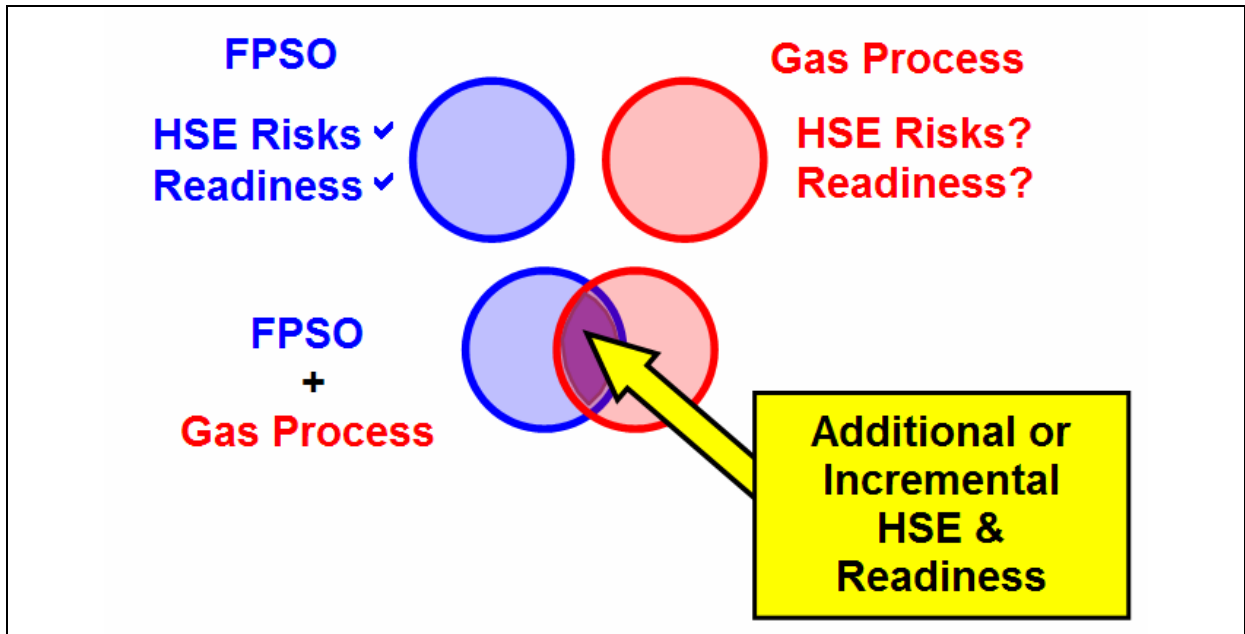 FPSO
HSE Risks ✓
Readiness ✓
Gas Process
HSE Risks?
Readiness?
FPSO
+
Gas Process
Additional or
Incremental
HSE &
Readiness